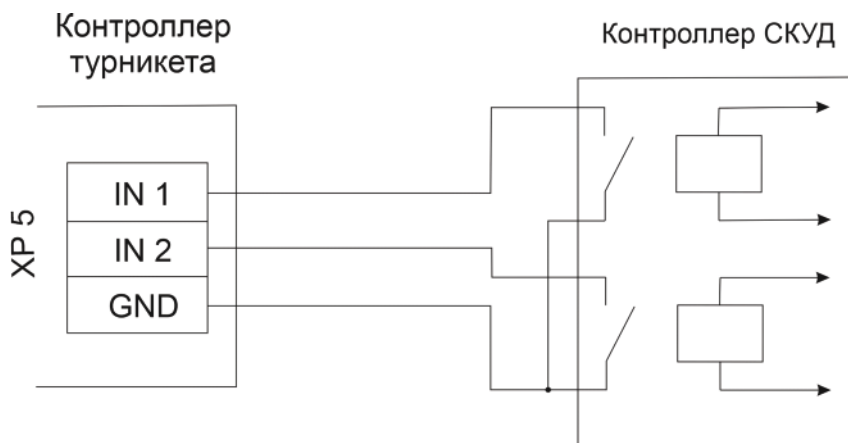 Контроллер
турникета
Контроллер СКУД
XP 5
IN 1
IN 2
GND